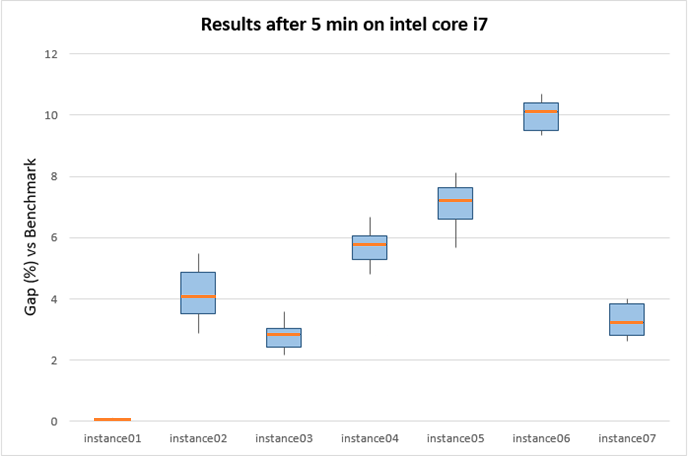 Results after 5 min on intel core i7
Gap (%) vs Benchmark
12
10
8
6
4
2
0
instance01 instance02 instance03 instance04 instance05 instance06 instance07